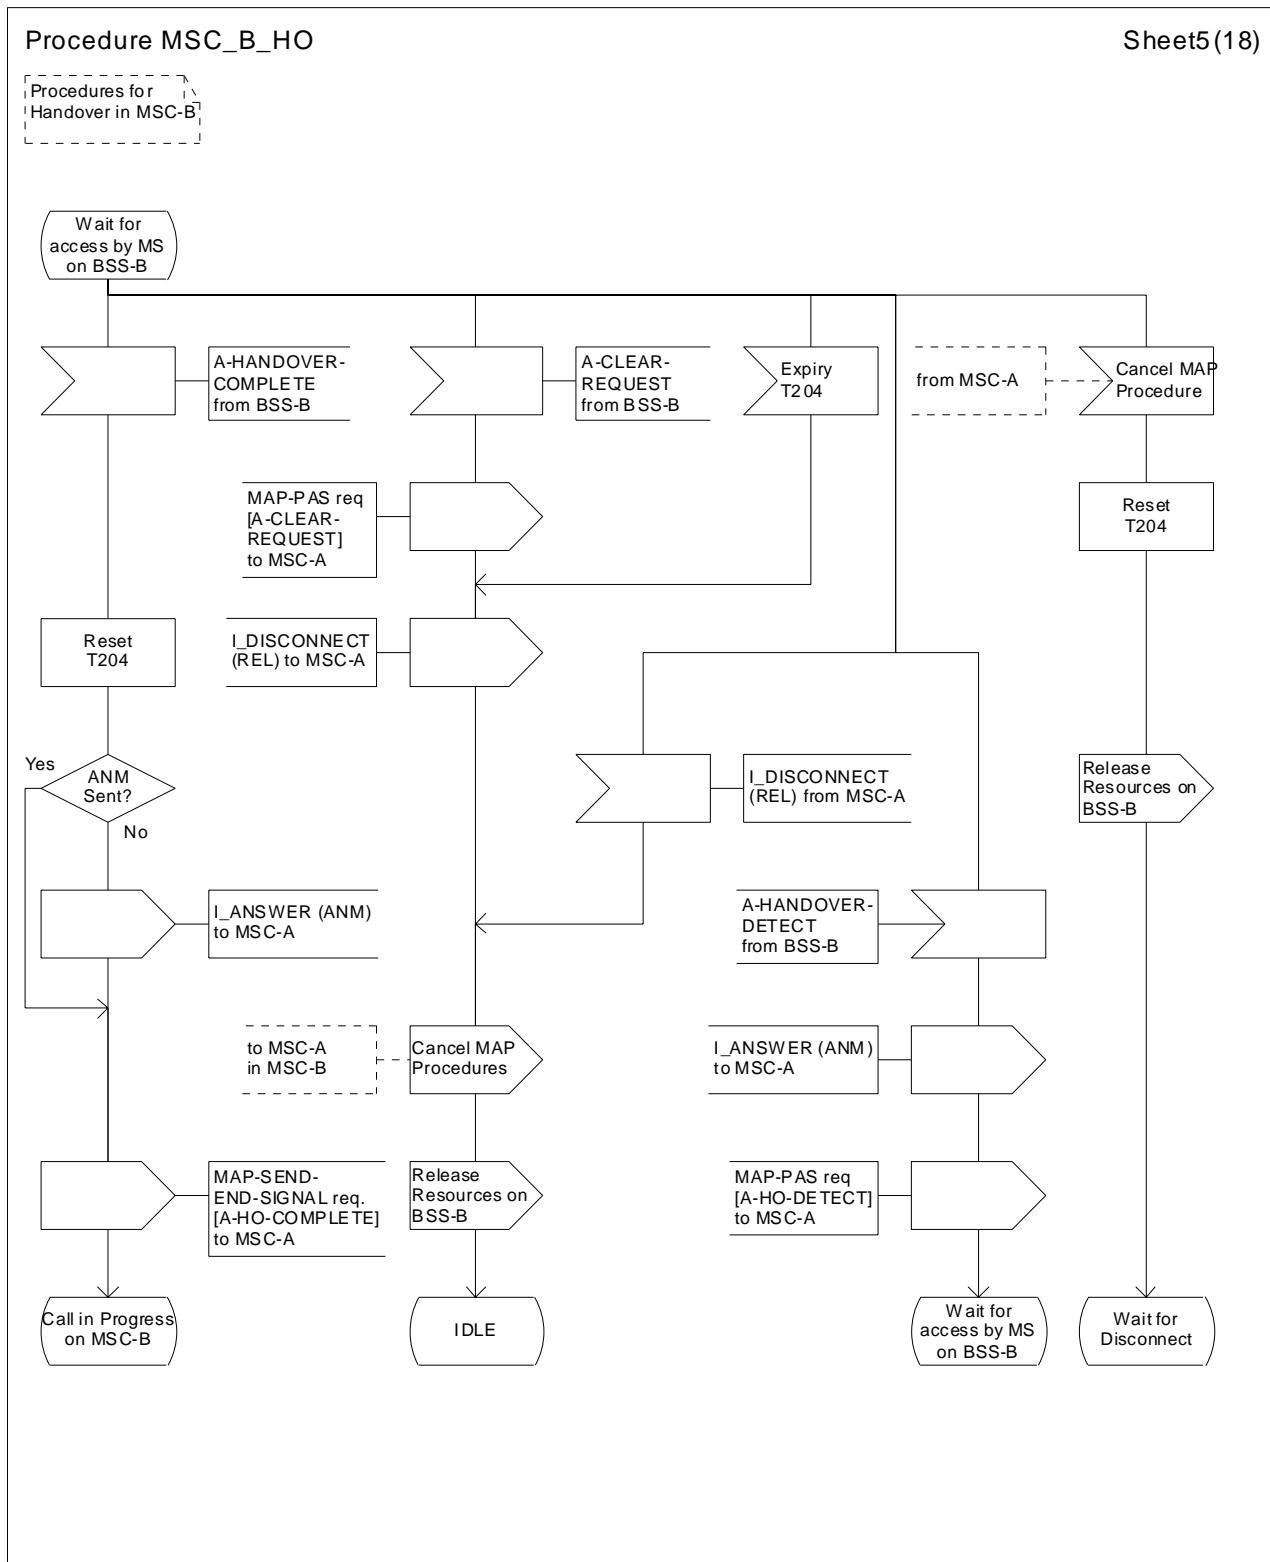 Procedure MSC_B_HO
Sheet5(18)
Procedures for
Handover in MSC-B
Wait for
access by MS
on BSS-B
A-HANDOVER-
COMPLETE
from BSS-B
A-CLEAR-
REQUEST
from BSS-B
Expiry
T204
from MSC-A
Cancel MAP
Procedure
MAP-PAS req
[A-CLEAR-
REQUEST]
to MSC-A
Reset
T204
Reset
T204
I_DISCONNECT
(REL) to MSC-A
Yes
ANM
Sent?
No
I_DISCONNECT
(REL) from MSC-A
Release
Resources on
BSS-B
I_ANSWER (ANM)
to MSC-A
A-HANDOVER-
DETECT
from BSS-B
to MSC-A
in MSC-B
Cancel MAP
Procedures
I_ANSWER (ANM)
to MSC-A
MAP-SEND-
END-SIGNAL req.
[A-HO-COMPLETE]
to MSC-A
Release
Resources on
BSS-B
MAP-PAS req
[A-HO-DETECT]
to MSC-A
Call in Progress
on MSC-B
IDLE
Wait for
access by MS
on BSS-B
Wait for
Disconnect